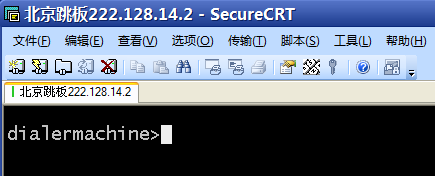 北京跳板222.128.14.2 - SecureCRT
文件(F) 编辑(E) 查看(V) 选项(O) 传输(T) 脚本(S) 工具(L) 帮助(H)
北京跳板222.128.14.2
dialermachine>